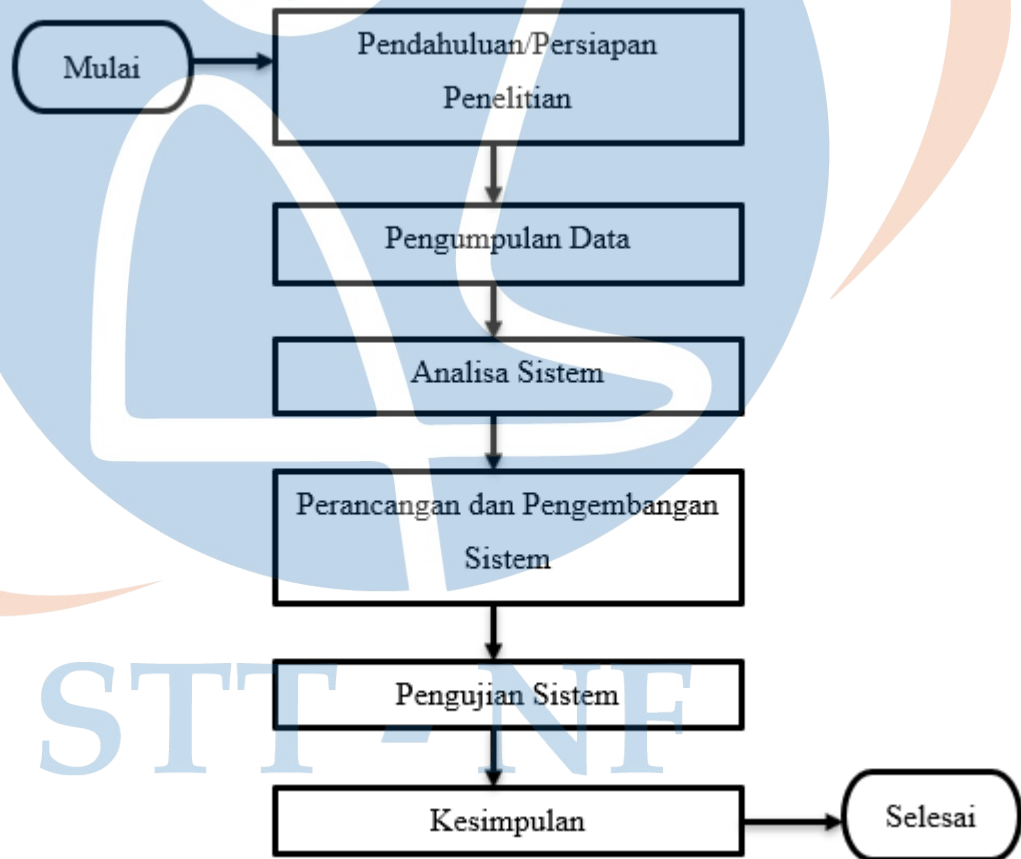 Mulai
Pendahuluan/Persiapan
Penelitian
Pengumpulan Data
Analisa Sistem
Perancangan dan Pengembangan
Sistem
Pengujian Sistem
STT - NF
Kesimpulan
Selesai